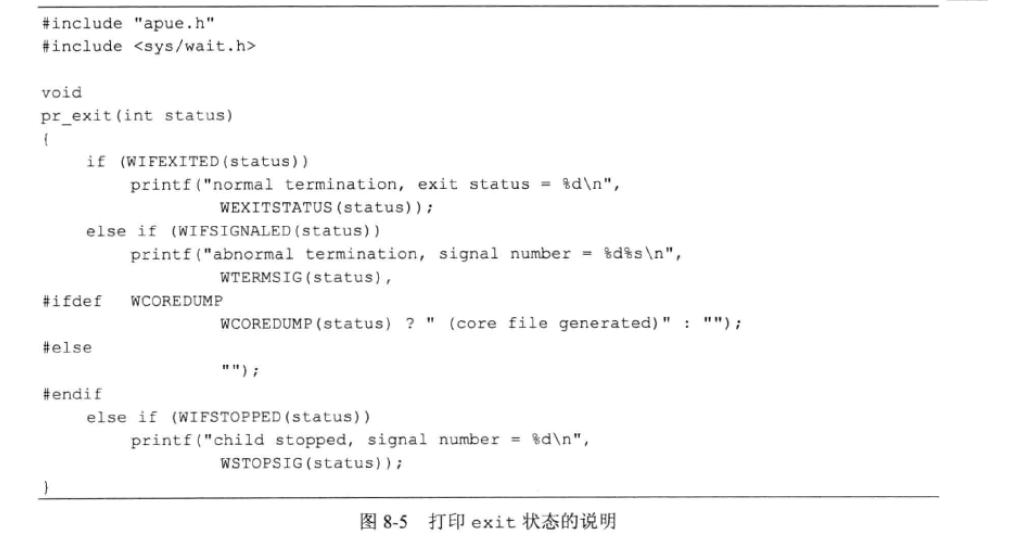 #include "apue.h"
#include <sys/wait.h>
void
pr_exit(int status)
{
if (WIFEXITED(status))
printf("normal termination, exit status = %d\n",
WEXITSTATUS(status));
else if (WIFSIGNALED(status))
printf("abnormal termination, signal number = %d%s\n",
WTERMSIG(status),
#ifdef WCOREDUMP
WCOREDUMP(status) ? " (core file generated)" : "");
#else
"");
#endif
else if (WIFSTOPPED(status))
printf("child stopped, signal number = %d\n",
WSTOPSIG(status));
}
图 8-5 打印 exit 状态的说明